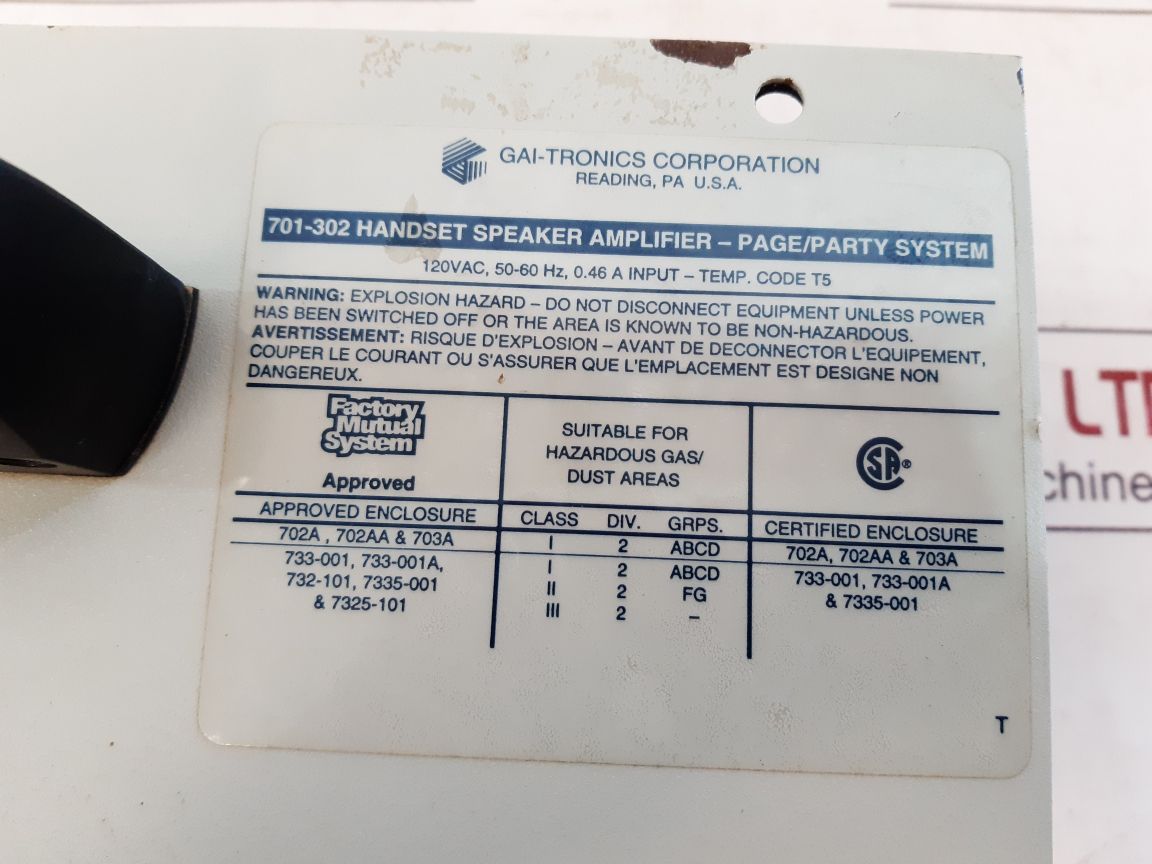 GAI-TRONICS CORPORATION
READING, PA U.S.A.
701-302 HANDSET SPEAKER AMPLIFIER – PAGE/PARTY SYSTEM
120VAC, 50-60 Hz, 0.46 A INPUT – TEMP. CODE T5
WARNING: EXPLOSION HAZARD – DO NOT DISCONNECT EQUIPMENT UNLESS POWER
HAS BEEN SWITCHED OFF OR THE AREA IS KNOWN TO BE NON-HAZARDOUS.
AVERTISSEMENT: RISQUE D'EXPLOSION – AVANT DE DECONNECTOR L'EQUIPEMENT,
COUPER LE COURANT OU S'ASSURER QUE L'EMPLACEMENT EST DESIGNE NON
DANGEREUX.
Factory
Mutual
System
Approved
SUITABLE FOR
HAZARDOUS GAS/
DUST AREAS
SA®
APPROVED ENCLOSURE CLASS DIV. GRPS. CERTIFIED ENCLOSURE
702A , 702AA & 703A I 2 ABCD 702A, 702AA & 703A
733-001, 733-001A, I 2 ABCD 733-001, 733-001A
732-101, 7335-001 II 2 FG & 7335-001
& 7325-101 III 2 –
T